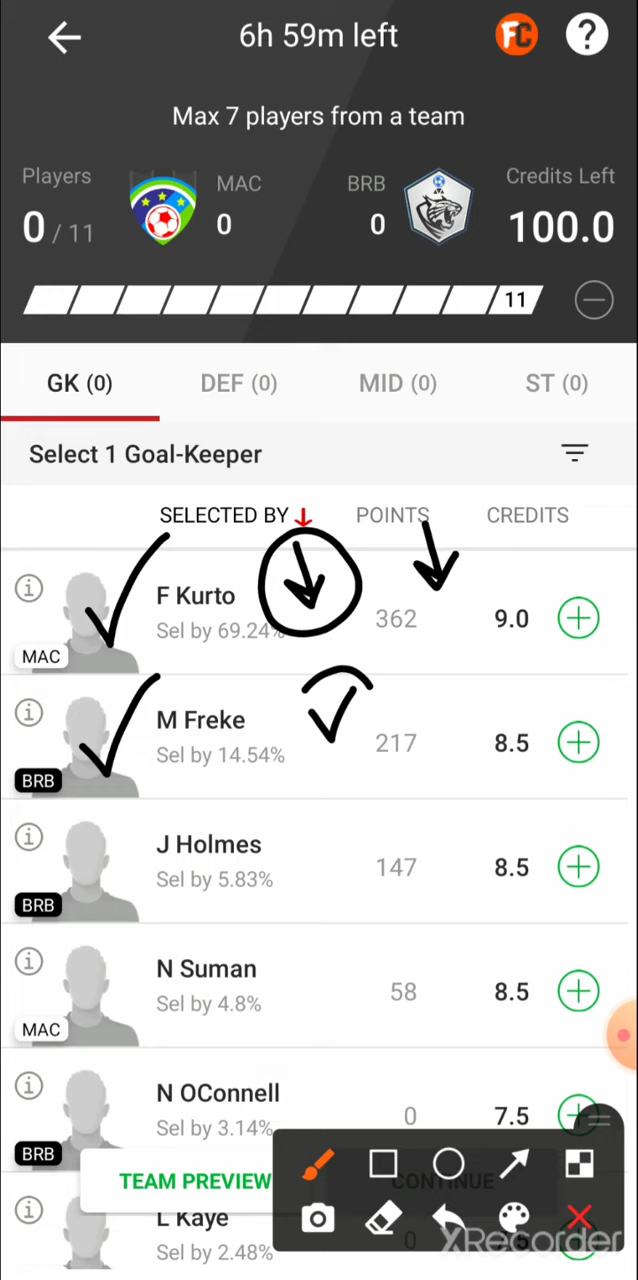 6h 59m left FC ?
Max 7 players from a team
Players MAC BRB Credits Left
0 / 11 0 0 100.0
11
GK (0) DEF (0) MID (0) ST (0)
Select 1 Goal-Keeper
SELECTED BY ↓ POINTS CREDITS
F Kurto 362 9.0
Sel by 69.24%
MAC
M Freke 217 8.5
Sel by 14.54%
BRB
J Holmes 147 8.5
Sel by 5.83%
BRB
N Suman 58 8.5
Sel by 4.8%
MAC
N OConnell 0 7.5
Sel by 3.14%
BRB
TEAM PREVIEW CONTINUE
L Kaye 0
Sel by 2.48%
XRecorder